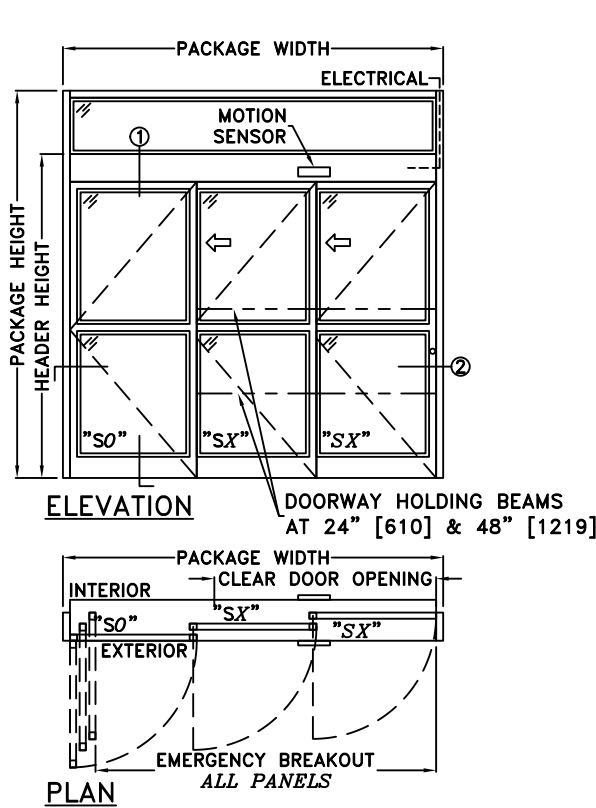 PACKAGE WIDTH
ELECTRICAL
MOTION
SENSOR
1
PACKAGE HEIGHT
HEADER HEIGHT
2
"SO" "SX" "SX"
ELEVATION
DOORWAY HOLDING BEAMS
AT 24" [610] & 48" [1219]
PACKAGE WIDTH
CLEAR DOOR OPENING
INTERIOR
"SO" "SX" "SX"
EXTERIOR
EMERGENCY BREAKOUT
ALL PANELS
PLAN